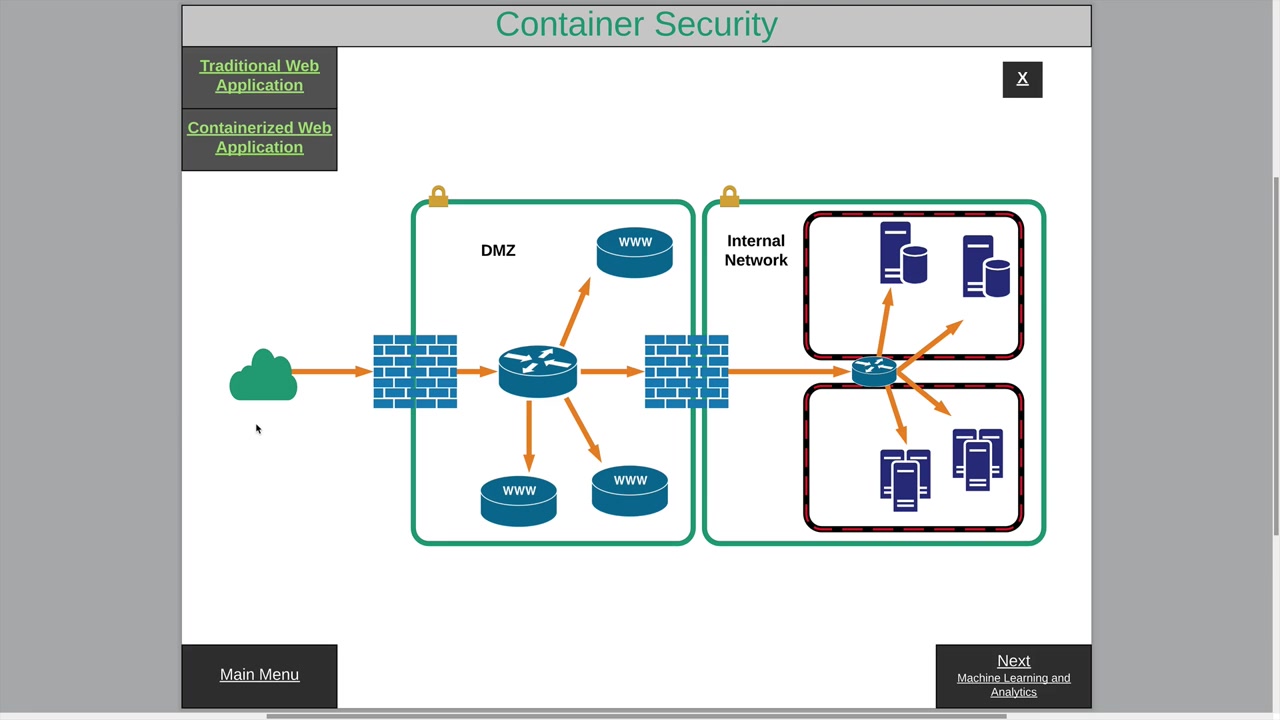 Container Security
Traditional Web
Application
Containerized Web
Application
X
DMZ
WWW
Internal
Network
WWW
WWW
Main Menu
Next
Machine Learning and
Analytics